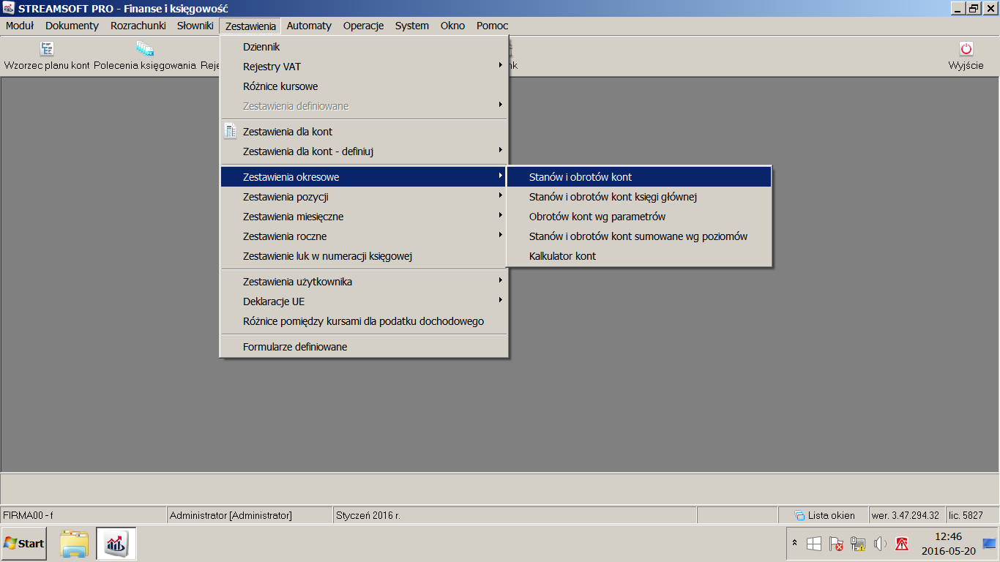 STREAMSOFT PRO - Finanse i księgowość
Moduł Dokumenty Rozrachunki Słowniki Zestawienia Automaty Operacje System Okno Pomoc
Wzorzec planu kont Polecenia księgowania Wyjście
Dziennik
Rejestry VAT
Różnice kursowe
Zestawienia definiowane
Zestawienia dla kont
Zestawienia dla kont - definiuj
Zestawienia okresowe
Zestawienia pozycji
Zestawienia miesięczne
Zestawienia roczne
Zestawienie luk w numeracji księgowej
Zestawienia użytkownika
Deklaracje UE
Różnice pomiędzy kursami dla podatku dochodowego
Formularze definiowane
Stanów i obrotów kont
Stanów i obrotów kont księgi głównej
Obrotów kont wg parametrów
Stanów i obrotów kont sumowane wg poziomów
Kalkulator kont
FIRMA00 - f Administrator [Administrator] Styczeń 2016 r. Lista okien wer. 3.47.294.32 lic. 5827
Start
12:46
2016-05-20